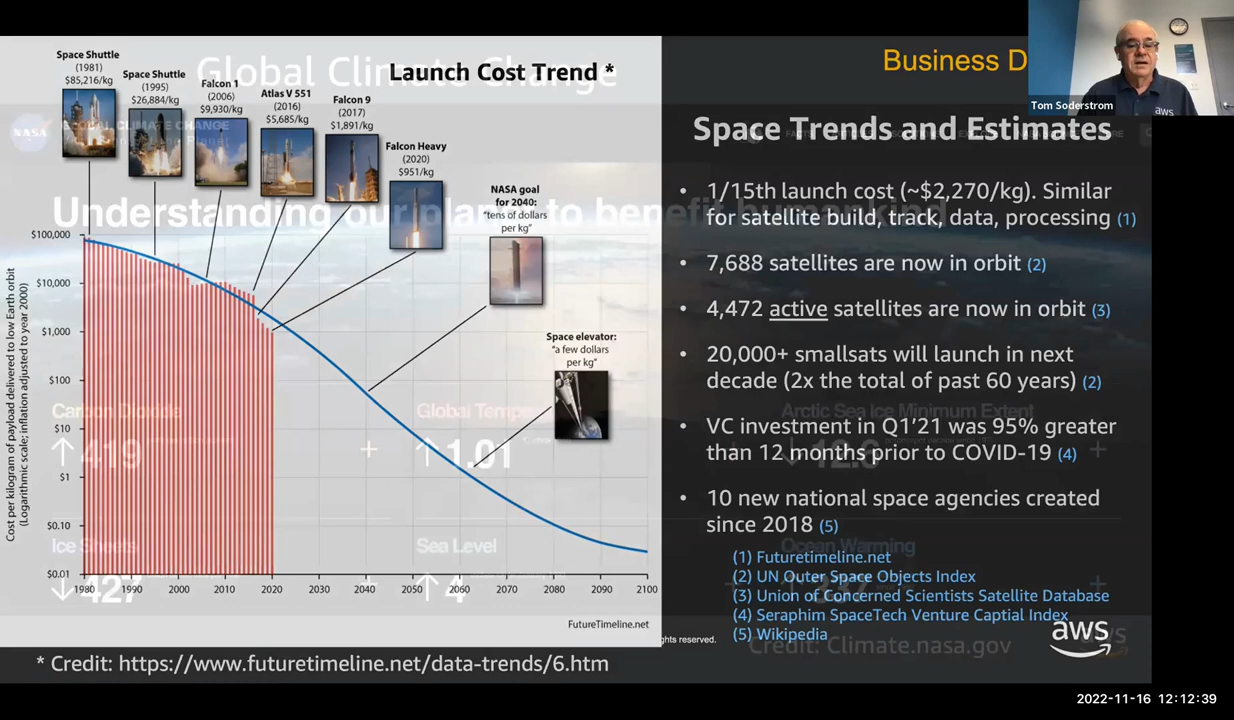 Global Climate Change
Launch Cost Trend *
Business D
Tom Soderstrom
aws
Space Shuttle
(1981)
$85,216/kg
Space Shuttle
(1995)
$26,884/kg
Falcon 1
(2006)
$9,930/kg
Atlas V 551
(2016)
$5,685/kg
Falcon 9
(2017)
$1,891/kg
Falcon Heavy
(2020)
$951/kg
NASA goal
for 2040:
"tens of dollars
per kg"
Space elevator:
"a few dollars
per kg"
NASA
GLOBAL CLIMATE CHANGE
Cost per kilogram of payload delivered to low Earth orbit
(Logarithmic scale; inflation adjusted to year 2000)
$100,000
$10,000
$1,000
$100
$10
$1
$0.10
$0.01
1980 1990 2000 2010 2020 2030 2040 2050 2060 2070 2080 2090 2100
FutureTimeline.net
* Credit: https://www.futuretimeline.net/data-trends/6.htm
Space Trends and Estimates
• 1/15th launch cost (~$2,270/kg). Similar
for satellite build, track, data, processing (1)
• 7,688 satellites are now in orbit (2)
• 4,472 active satellites are now in orbit (3)
• 20,000+ smallsats will launch in next
decade (2x the total of past 60 years) (2)
• VC investment in Q1'21 was 95% greater
than 12 months prior to COVID-19 (4)
• 10 new national space agencies created
since 2018 (5)
(1) Futuretimeline.net
(2) UN Outer Space Objects Index
(3) Union of Concerned Scientists Satellite Database
(4) Seraphim SpaceTech Venture Captial Index
(5) Wikipedia
Understanding our planet to benefit humankind
Carbon Dioxide
↑ 419
Global Tempe
↑ 1.01
Arctic Sea Ice Minimum Extent
↓ 12.6
Ice Sheets
↓ 427
Sea Level
↑ 4
Ocean Warming
ghts reserved.
Credit: Climate.nasa.gov
aws
2022-11-16 12:12:39